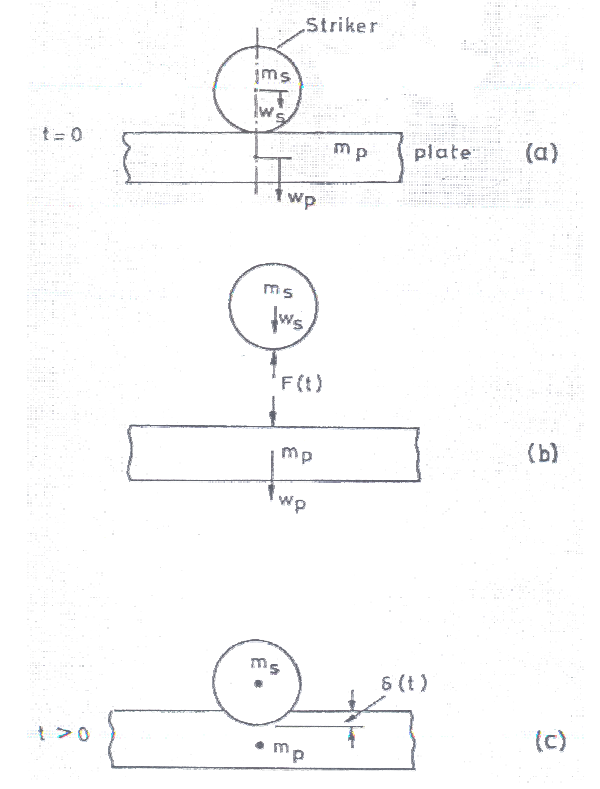 Striker
m_s
w_s
t=0
m_p
plate
(a)
w_p
m_s
w_s
F(t)
m_p
(b)
w_p
m_s
δ(t)
t > 0
m_p
(c)